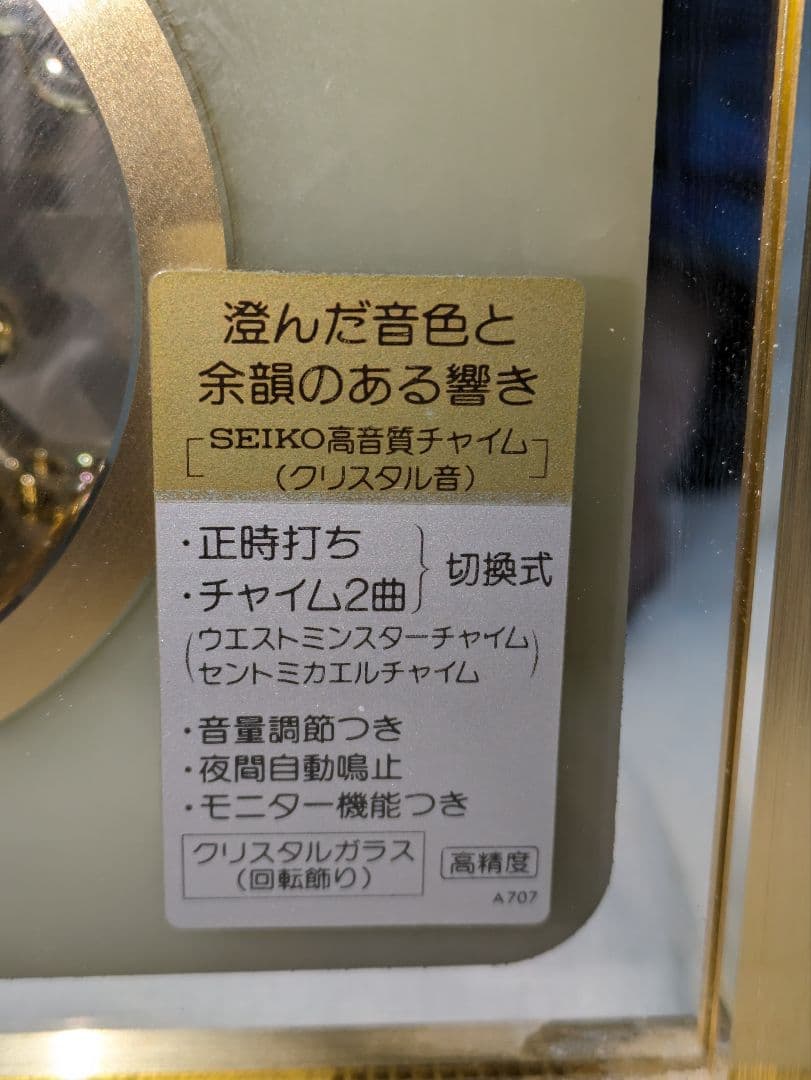 澄んだ音色と
余韻のある響き
SEIKO高音質チャイム
(クリスタル音)
・正時打ち
・チャイム2曲
切換式
(ウエストミンスターチャイム
セントミカエルチャイム)
・音量調節つき
・夜間自動鳴止
・モニター機能つき
クリスタルガラス
(回転飾り)
高精度
A707